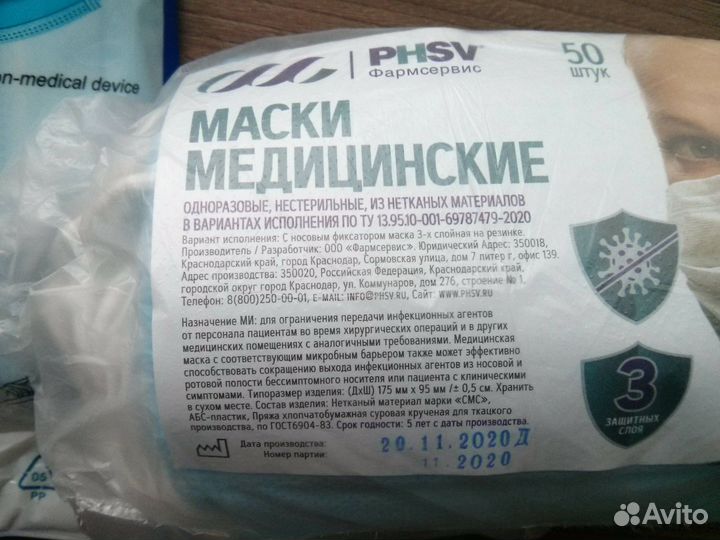 on-medical device
PHSV
Фармсервис
50
штук
МАСКИ
МЕДИЦИНСКИЕ
ОДНОРАЗОВЫЕ, НЕСТЕРИЛЬНЫЕ, ИЗ НЕТКАНЫХ МАТЕРИАЛОВ
В ВАРИАНТАХ ИСПОЛНЕНИЯ ПО ТУ 13.95.10-001-69787479-2020
Вариант исполнения: С носовым фиксатором маска 3-х слойная на резинке.
Производитель / Разработчик: ООО «Фармсервис». Юридический Адрес: 350018,
Краснодарский край, город Краснодар, Сормовская улица, дом 7 литер г, офис 139.
Адрес производства: 350020, Российская Федерация, Краснодарский край,
городской округ город Краснодар, ул. Коммунаров, дом 276, строение № 1.
Телефон: 8(800)250-00-01, E-MAIL: INFO@PHSV.RU, Сайт: WWW.PHSV.RU
Назначение МИ: для ограничения передачи инфекционных агентов
от персонала пациентам во время хирургических операций и в других
медицинских помещениях с аналогичными требованиями. Медицинская
маска с соответствующим микробным барьером также может эффективно
способствовать сокращению выхода инфекционных агентов из носовой и
ротовой полости бессимптомного носителя или пациента с клиническими
симптомами. Типоразмер изделия: (ДхШ) 175 мм х 95 мм /± 0,5 см. Хранить
в сухом месте. Состав изделия: Нетканый материал марки «СМС»,
АБС-пластик, Пряжа хлопчатобумажная суровая крученая для ткацкого
производства, по ГОСТ6904-83. Срок годности: 5 лет с даты производства.
Дата производства: 20.11.2020Д
Номер партии: 11.2020
3
ЗАЩИТНЫХ
СЛОЯ
05
PP
Avito